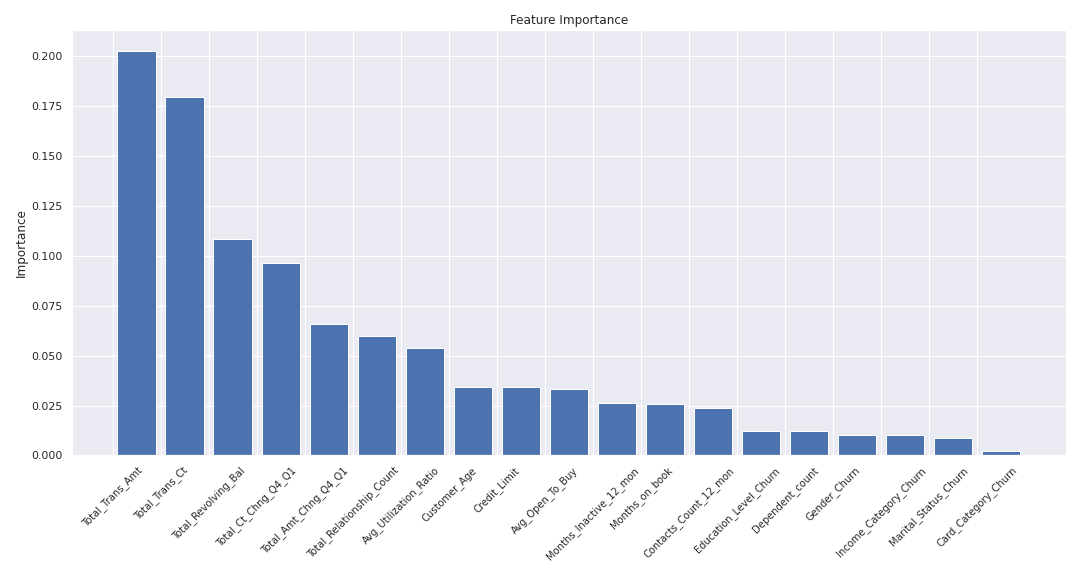 Feature Importance
Importance
0.200
0.175
0.150
0.125
0.100
0.075
0.050
0.025
0.000
Total_Trans_Amt
Total_Trans_Ct
Total_Revolving_Bal
Total_Ct_Chng_Q4_Q1
Total_Amt_Chng_Q4_Q1
Total_Relationship_Count
Avg_Utilization_Ratio
Customer_Age
Credit_Limit
Avg_Open_To_Buy
Months_Inactive_12_mon
Months_on_book
Contacts_Count_12_mon
Education_Level_Churn
Dependent_count
Gender_Churn
Income_Category_Churn
Marital_Status_Churn
Card_Category_Churn